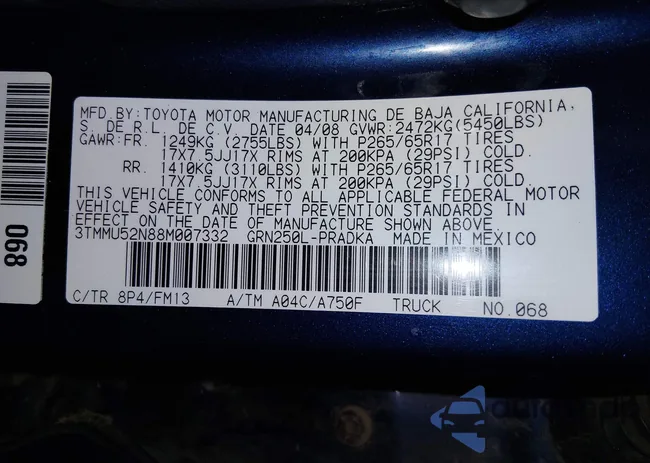 068
MFD.BY:TOYOTA MOTOR MANUFACTURING DE BAJA CALIFORNIA,
S. DE R.L. DE C.V. DATE 04/08 GVWR:2472KG(5450LBS)
GAWR:FR. 1249KG (2755LBS) WITH P265/65R17 TIRES
17X7.5JJ17X RIMS AT 200KPA (29PSI) COLD.
RR. 1410KG (3110LBS) WITH P265/65R17 TIRES
17X7.5JJ17X RIMS AT 200KPA (29PSI) COLD.
THIS VEHICLE CONFORMS TO ALL APPLICABLE FEDERAL MOTOR
VEHICLE SAFETY AND THEFT PREVENTION STANDARDS IN
EFFECT ON THE DATE OF MANUFACTURE SHOWN ABOVE.
3TMMU52N88M007332 GRN250L-PRADKA MADE IN MEXICO
C/TR 8P4/FM13 A/TM A04C/A750F TRUCK NO.068